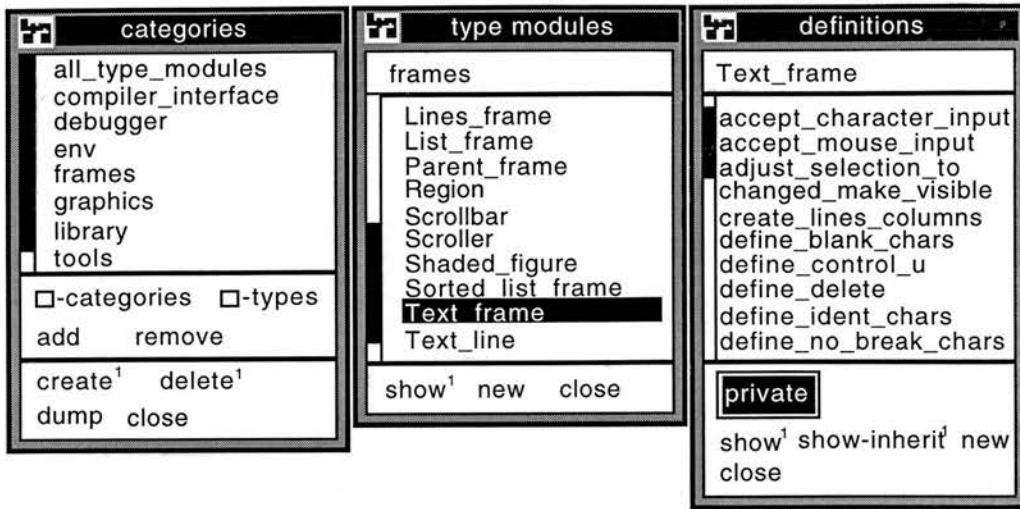 categories
all_type_modules
compiler_interface
debugger
env
frames
graphics
library
tools
-categories -types
add remove
create¹ delete¹
dump close
type modules
frames
Lines_frame
List_frame
Parent_frame
Region
Scrollbar
Scroller
Shaded_figure
Sorted_list_frame
Text_frame
Text_line
show¹ new close
definitions
Text_frame
accept_character_input
accept_mouse_input
adjust_selection_to
changed_make_visible
create_lines_columns
define_blank_chars
define_control_u
define_delete
define_ident_chars
define_no_break_chars
private
show¹ show-inherit¹ new
close